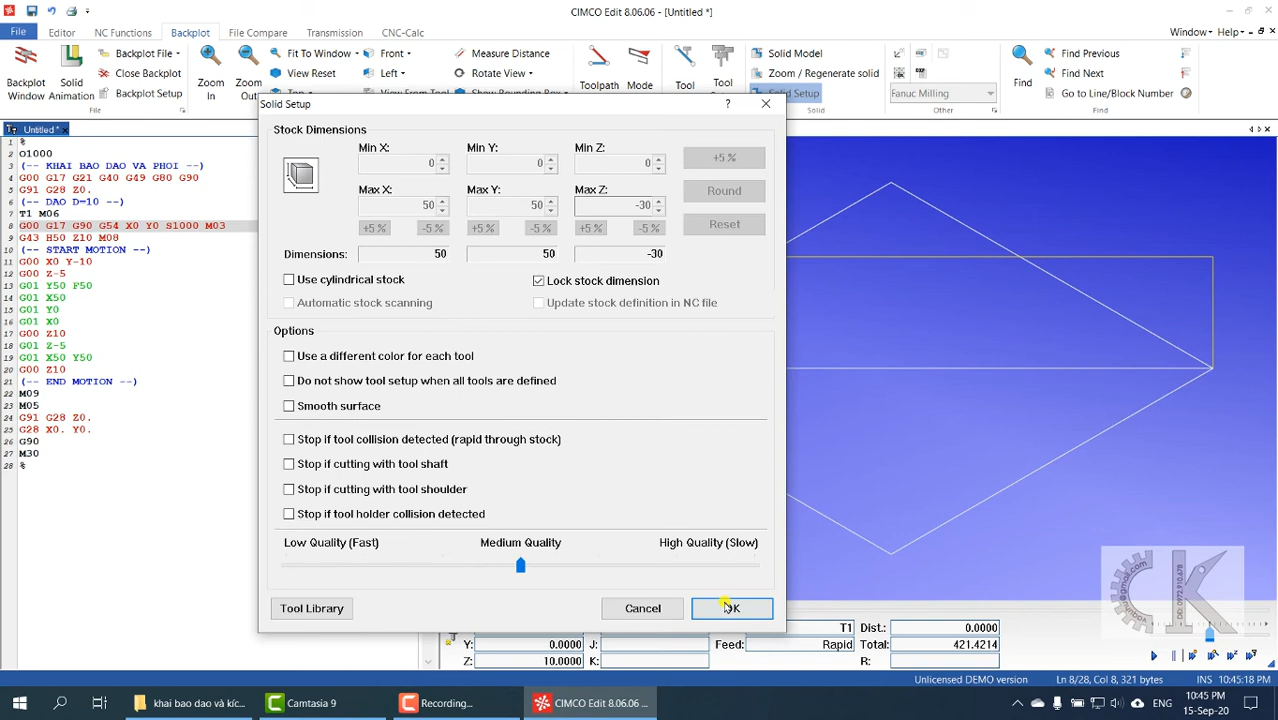 CIMCO Edit 8.06.06 - [Untitled *]
File Editor NC Functions Backplot File Compare Transmission CNC-Calc Window Help
Backplot Window
Solid Animation
Backplot File
Close Backplot
Backplot Setup
File
Zoom In
Zoom Out
Fit To Window
View Reset
Top
Front
Left
View From Tool
Measure Distance
Rotate View
Show Bounding Box
Toolpath
Mode
Tool
Tool
Solid Model
Zoom / Regenerate solid
Solid Setup
Solid
Fanuc Milling
Find
Find Previous
Find Next
Go to Line/Block Number
Find
Untitled *
1 %
2 O1000
3 (-- KHAI BAO DAO VA PHOI --)
4 G00 G17 G21 G40 G49 G80 G90
5 G91 G28 Z0.
6 (-- DAO D=10 --)
7 T1 M06
8 G00 G17 G90 G54 X0 Y0 S1000 M03
9 G43 H50 Z10 M08
10 (-- START MOTION --)
11 G00 X0 Y-10
12 G00 Z-5
13 G01 Y50 F50
14 G01 X50
15 G01 Y0
16 G01 X0
17 G00 Z10
18 G01 Z-5
19 G01 X50 Y50
20 G00 Z10
21 (-- END MOTION --)
22 M09
23 M05
24 G91 G28 Z0.
25 G28 X0. Y0.
26 G90
27 M30
28 %
Solid Setup ?
Stock Dimensions
Min X: Min Y: Min Z:
0 0 0 +5 %
Max X: Max Y: Max Z: Round
50 50 -30
+5% -5% +5% -5% +5% -5% Reset
Dimensions: 50 50 -30
Use cylindrical stock Lock stock dimension
Automatic stock scanning Update stock definition in NC file
Options
Use a different color for each tool
Do not show tool setup when all tools are defined
Smooth surface
Stop if tool collision detected (rapid through stock)
Stop if cutting with tool shaft
Stop if cutting with tool shoulder
Stop if tool holder collision detected
Low Quality (Fast) Medium Quality High Quality (Slow)
Tool Library Cancel OK
T1 Dist.: 0.0000
Y: 0.0000 J: Feed: Rapid Total: 421.4214
Z: 10.0000 K: R:
Unlicensed DEMO version Ln 8/28, Col 8, 321 bytes 10:45:18 PM
khai bao dao và kíc... Camtasia 9 Recording... CIMCO Edit 8.06.06 ... ENG 10:45 PM
15-Sep-20